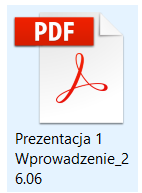 PDF
Prezentacja 1
Wprowadzenie_2
6.06